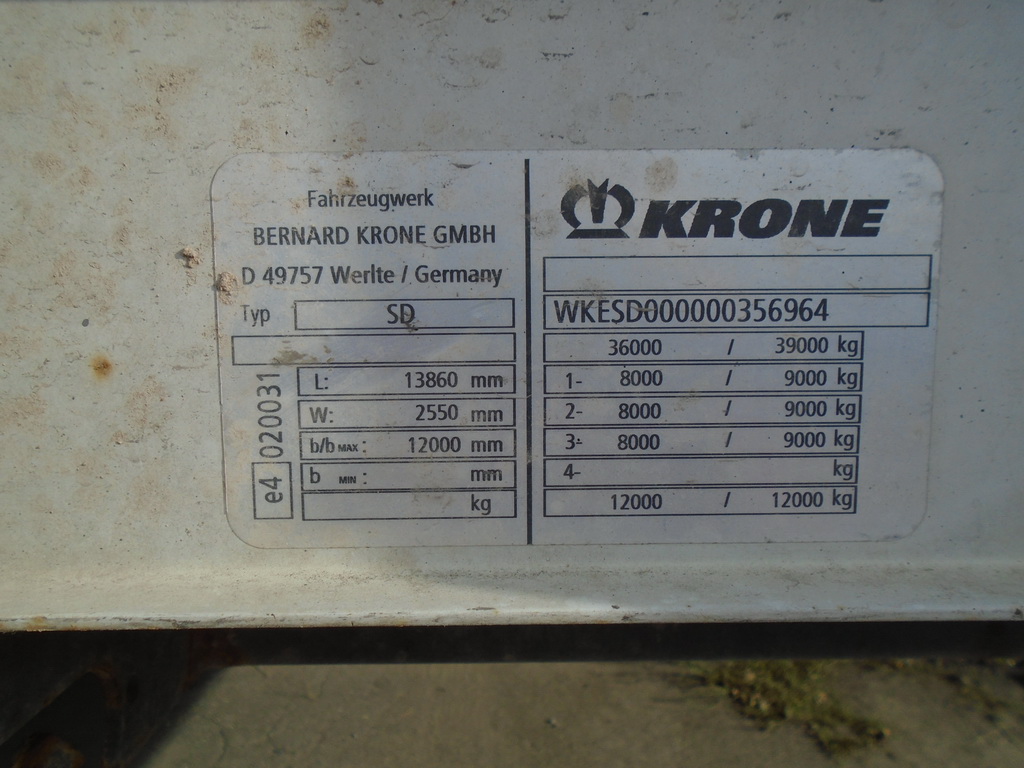 Fahrzeugwerk
BERNARD KRONE GMBH
D 49757 Werlte / Germany
Typ SD
e4 020031
L: 13860 mm
W: 2550 mm
b/b MAX : 12000 mm
b MIN : mm
kg
KRONE
WKESD000000356964
36000 / 39000 kg
1- 8000 / 9000 kg
2- 8000 / 9000 kg
3- 8000 / 9000 kg
4- kg
12000 / 12000 kg